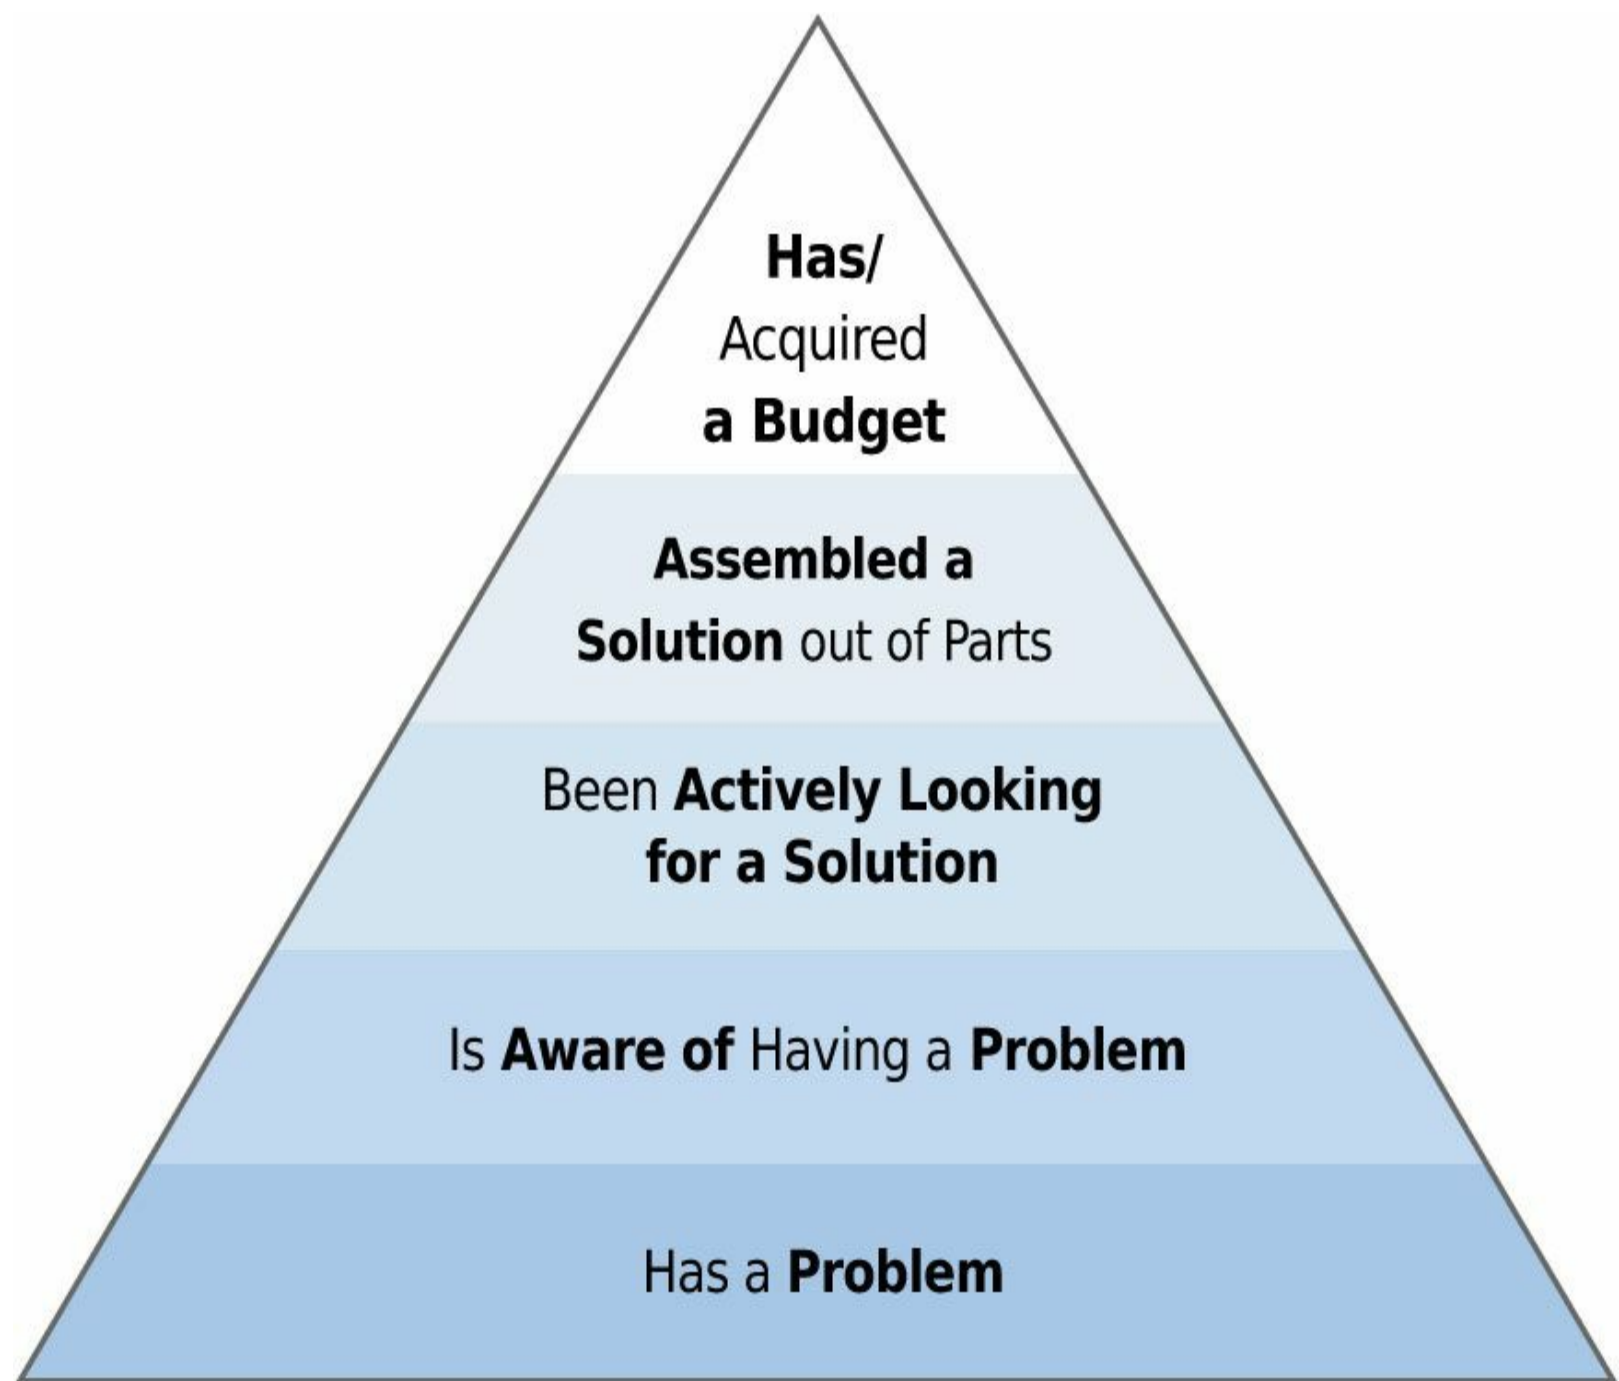 Has/
Acquired
a Budget
Assembled a
Solution out of Parts
Been Actively Looking
for a Solution
Is Aware of Having a Problem
Has a Problem